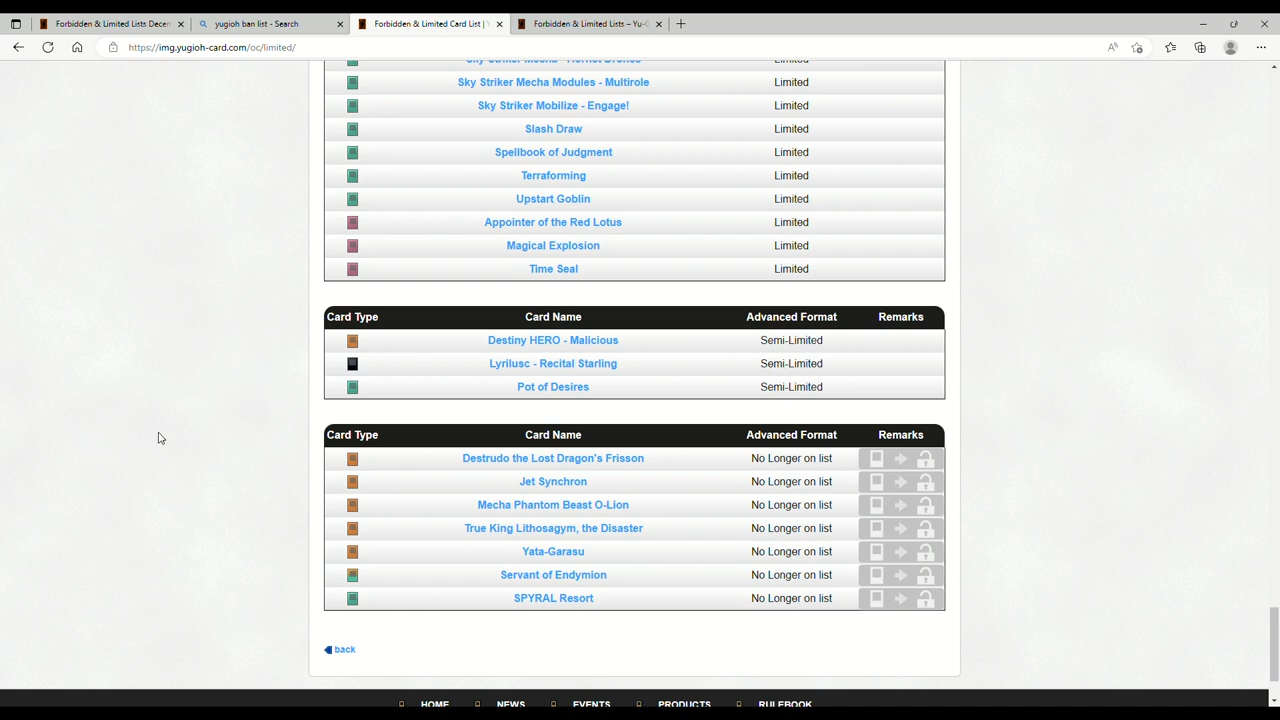 Forbidden & Limited Lists Decem
yugioh ban list - Search
Forbidden & Limited Card List | Y
Forbidden & Limited Lists – Yu-G
https://img.yugioh-card.com/oc/limited/
Sky Striker Mecha - Hornet Drones Limited
Sky Striker Mecha Modules - Multirole Limited
Sky Striker Mobilize - Engage! Limited
Slash Draw Limited
Spellbook of Judgment Limited
Terraforming Limited
Upstart Goblin Limited
Appointer of the Red Lotus Limited
Magical Explosion Limited
Time Seal Limited
Card Type Card Name Advanced Format Remarks
Destiny HERO - Malicious Semi-Limited
Lyrilusc - Recital Starling Semi-Limited
Pot of Desires Semi-Limited
Card Type Card Name Advanced Format Remarks
Destrudo the Lost Dragon's Frisson No Longer on list
Jet Synchron No Longer on list
Mecha Phantom Beast O-Lion No Longer on list
True King Lithosagym, the Disaster No Longer on list
Yata-Garasu No Longer on list
Servant of Endymion No Longer on list
SPYRAL Resort No Longer on list
back
HOME NEWS EVENTS PRODUCTS RULEBOOK